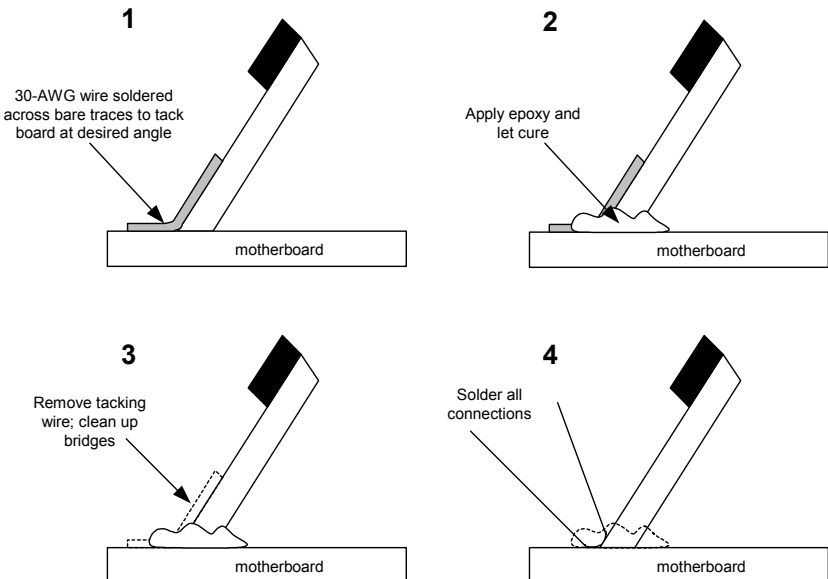 1
30-AWG wire soldered
across bare traces to tack
board at desired angle
motherboard
2
Apply epoxy and
let cure
motherboard
3
Remove tacking
wire; clean up
bridges
motherboard
4
Solder all
connections
motherboard